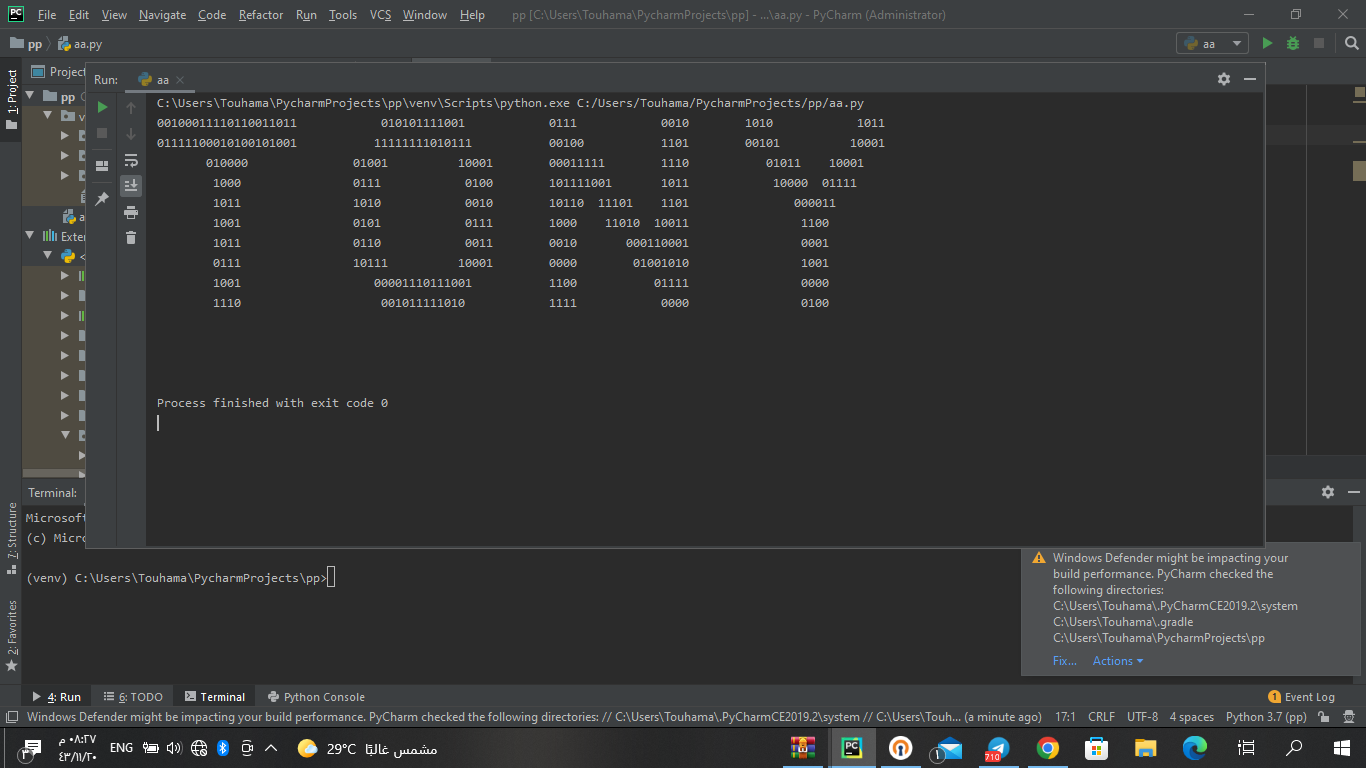 File Edit View Navigate Code Refactor Run Tools VCS Window Help pp [C:\Users\Touhama\PycharmProjects\pp] - ...\aa.py - PyCharm (Administrator)
pp aa.py aa
1: Project
Project
Run: aa
pp
C:\Users\Touhama\PycharmProjects\pp\venv\Scripts\python.exe C:/Users/Touhama/PycharmProjects/pp/aa.py
00100011110110011011 010101111001 0111 0010 1010 1011
01111100010100101001 11111111010111 00100 1101 00101 10001
010000 01001 10001 00011111 1110 01011 10001
1000 0111 0100 101111001 1011 10000 01111
1011 1010 0010 10110 11101 1101 000011
1001 0101 0111 1000 11010 10011 1100
1011 0110 0011 0010 000110001 0001
0111 10111 10001 0000 01001010 1001
1001 00001110111001 1100 01111 0000
1110 001011111010 1111 0000 0100
Process finished with exit code 0
Terminal:
Microsoft
(c) Micro
(venv) C:\Users\Touhama\PycharmProjects\pp>
7: Structure
2: Favorites
Windows Defender might be impacting your
build performance. PyCharm checked the
following directories:
C:\Users\Touhama\.PyCharmCE2019.2\system
C:\Users\Touhama\.gradle
C:\Users\Touhama\PycharmProjects\pp
Fix... Actions
4: Run 6: TODO Terminal Python Console 1 Event Log
Windows Defender might be impacting your build performance. PyCharm checked the following directories: // C:\Users\Touhama\.PyCharmCE2019.2\system // C:\Users\Touh... (a minute ago) 17:1 CRLF UTF-8 4 spaces Python 3.7 (pp)
٠٨:٢٧ م
٤٣/١١/٢٠
٣ ENG 29°C مشمس غالبًا PC ١ 710